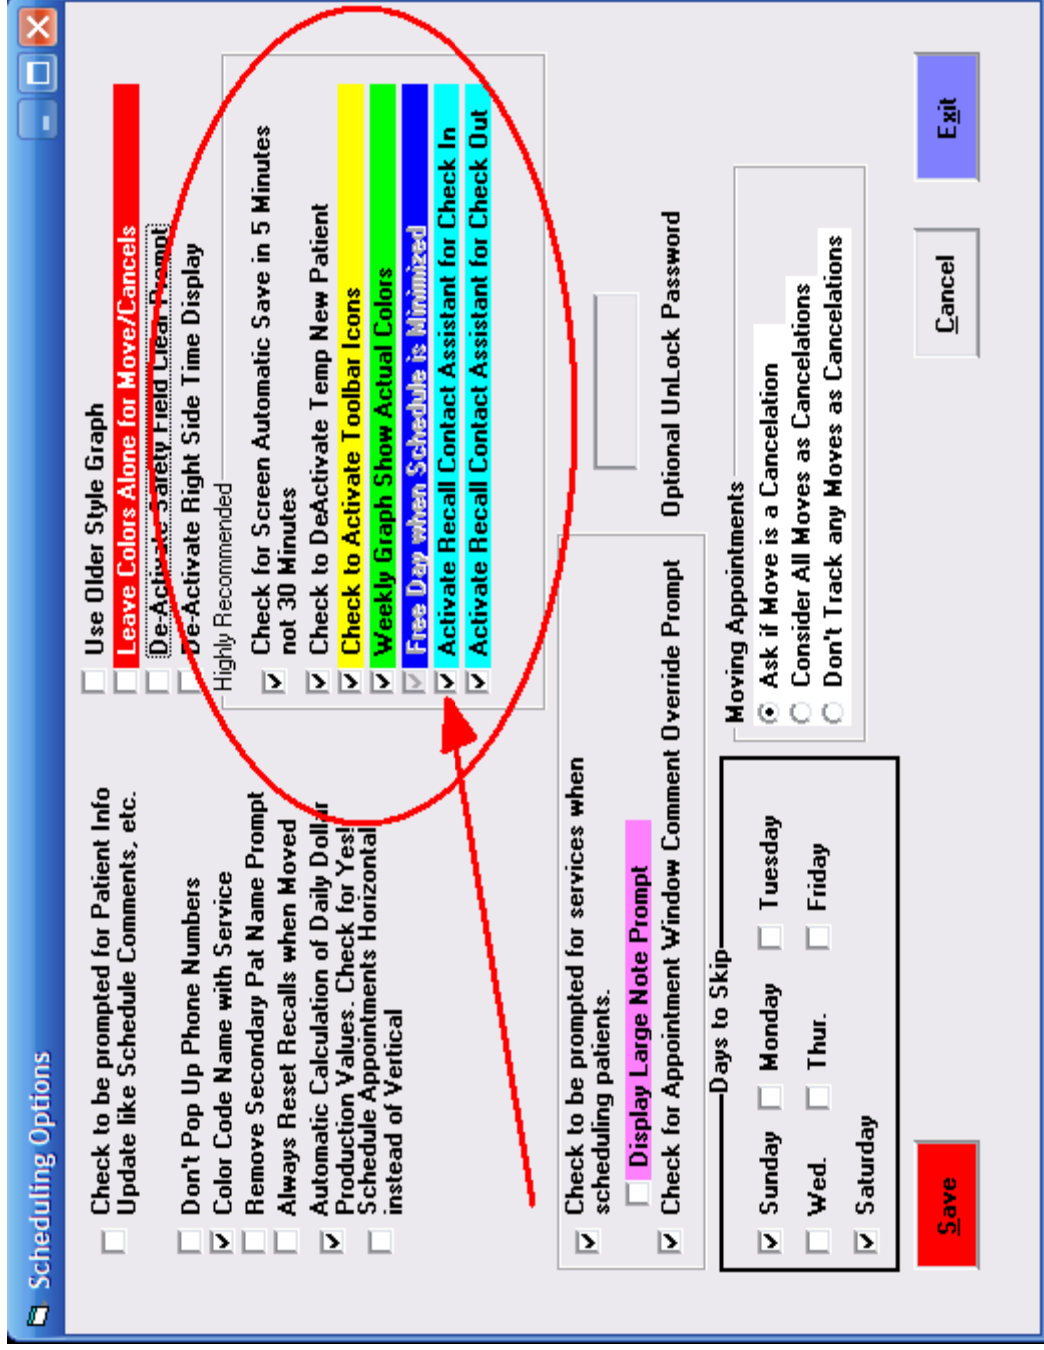 Scheduling Options
Check to be prompted for Patient Info
Update like Schedule Comments, etc.
Don't Pop Up Phone Numbers
Color Code Name with Service
Remove Secondary Pat Name Prompt
Always Reset Recalls when Moved
Automatic Calculation of Daily Dollar
Production Values. Check for Yes!
Schedule Appointments Horizontal
instead of Vertical
Use Older Style Graph
Leave Colors Alone for Move/Cancels
De-Activate Safety Field Clear Prompt
De-Activate Right Side Time Display
Highly Recommended
Check for Screen Automatic Save in 5 Minutes
not 30 Minutes
Check to DeActivate Temp New Patient
Check to Activate Toolbar Icons
Weekly Graph Show Actual Colors
Free Day when Schedule is Minimized
Activate Recall Contact Assistant for Check In
Activate Recall Contact Assistant for Check Out
Check to be prompted for services when
scheduling patients.
Display Large Note Prompt
Check for Appointment Window Comment Override Prompt
Optional UnLock Password
Days to Skip
Sunday Monday Tuesday
Wed. Thur. Friday
Saturday
Moving Appointments
Ask if Move is a Cancelation
Consider All Moves as Cancelations
Don't Track any Moves as Cancelations
Save
Cancel
Exit